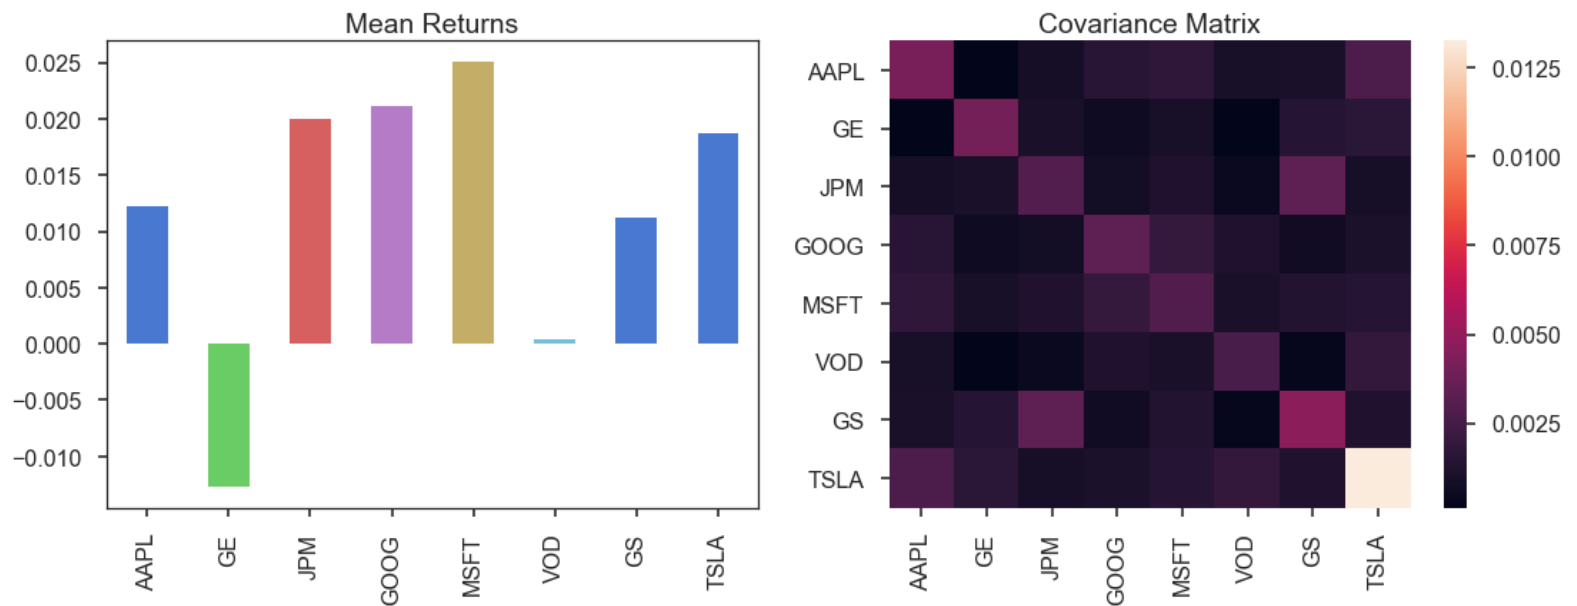 Mean Returns
0.025
0.020
0.015
0.010
0.005
0.000
−0.005
−0.010
AAPL
GE
JPM
GOOG
MSFT
VOD
GS
TSLA
Covariance Matrix
AAPL
GE
JPM
GOOG
MSFT
VOD
GS
TSLA
AAPL
GE
JPM
GOOG
MSFT
VOD
GS
TSLA
0.0125
0.0100
0.0075
0.0050
0.0025